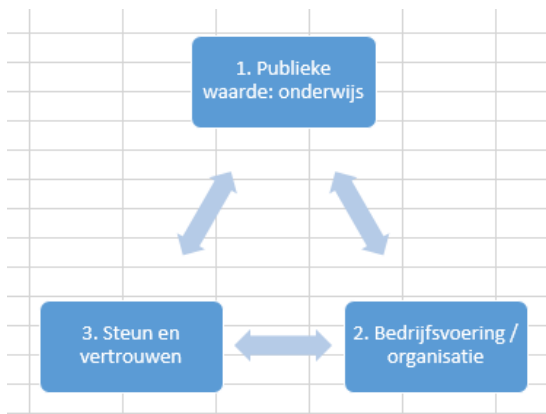 1. Publieke
waarde: onderwijs
3. Steun en
vertrouwen
2. Bedrijfsvoering /
organisatie